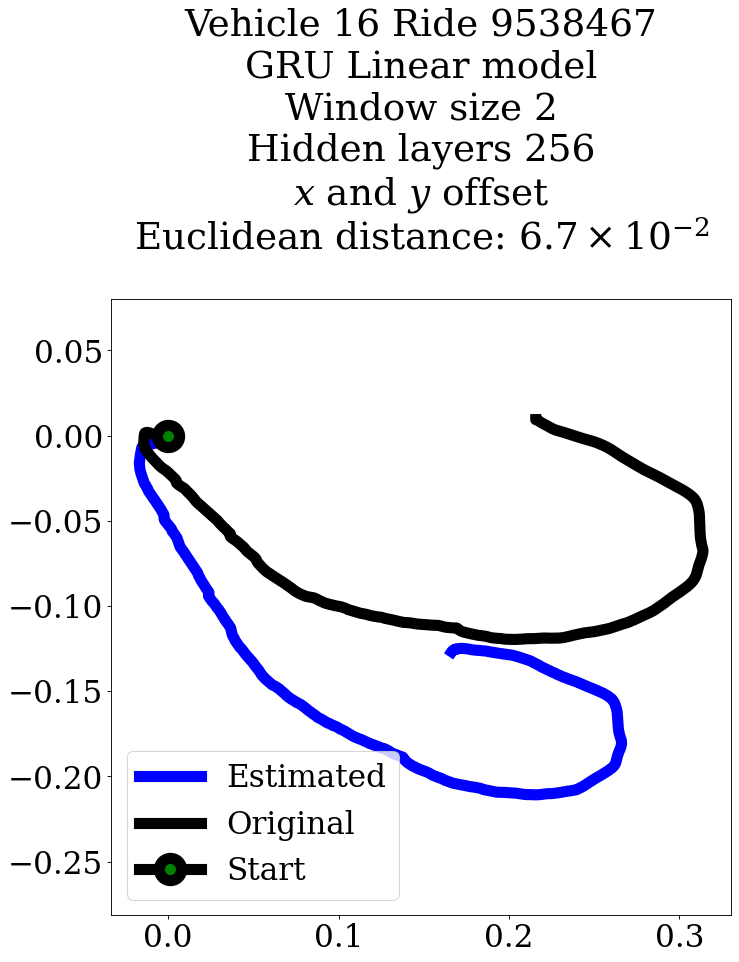 Vehicle 16 Ride 9538467
GRU Linear model
Window size 2
Hidden layers 256
x and y offset
Euclidean distance: 6.7 × 10⁻²
0.05
0.00
−0.05
−0.10
−0.15
−0.20
−0.25
Estimated
Original
Start
0.0 0.1 0.2 0.3